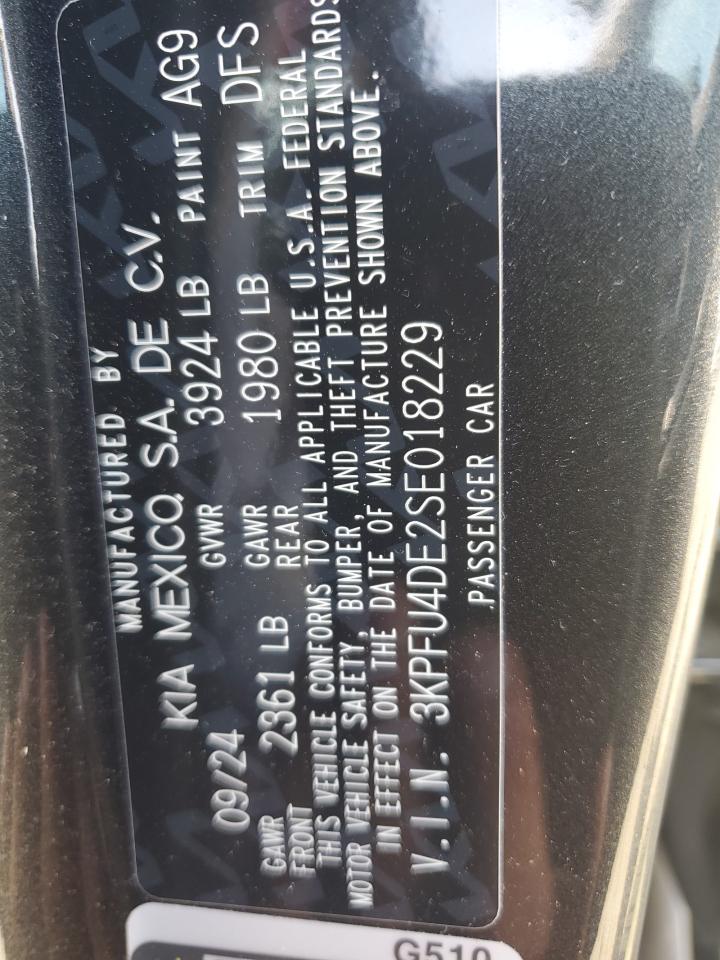 MANUFACTURED BY
KIA MEXICO, S.A. DE C.V.
09/24 GVWR 3924 LB PAINT AG9
GAWR FRONT 2361 LB GAWR REAR 1980 LB TRIM DFS
THIS VEHICLE CONFORMS TO ALL APPLICABLE U.S.A. FEDERAL
MOTOR VEHICLE SAFETY, BUMPER, AND THEFT PREVENTION STANDARDS
IN EFFECT ON THE DATE OF MANUFACTURE SHOWN ABOVE.
V.I.N. 3KPFU4DE2SE018229
PASSENGER CAR
G510